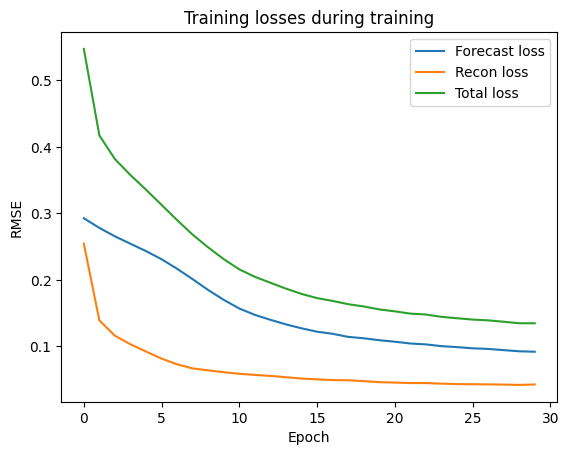 Training losses during training
Forecast loss
Recon loss
Total loss
RMSE
0.5
0.4
0.3
0.2
0.1
0 5 10 15 20 25 30
Epoch